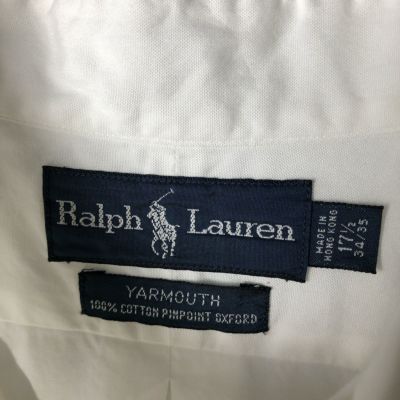 Ralph Lauren
MADE IN
HONG KONG
17½
34/35
YARMOUTH
100% COTTON PINPOINT OXFORD